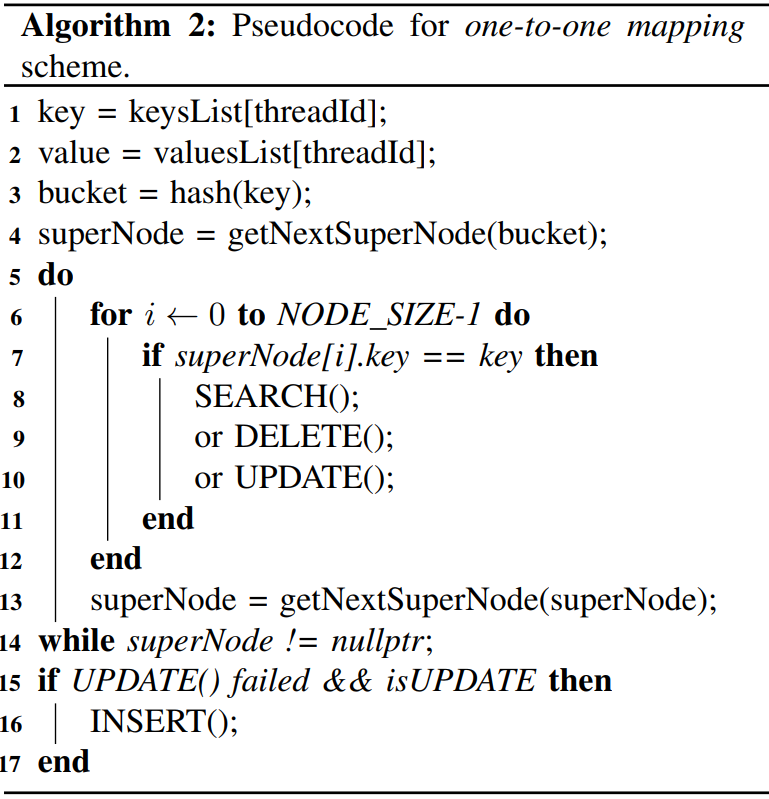 Algorithm 2: Pseudocode for one-to-one mapping
scheme.
1 key = keysList[threadId];
2 value = valuesList[threadId];
3 bucket = hash(key);
4 superNode = getNextSuperNode(bucket);
5 do
6 for i ← 0 to NODE_SIZE-1 do
7 if superNode[i].key == key then
8 SEARCH();
9 or DELETE();
10 or UPDATE();
11 end
12 end
13 superNode = getNextSuperNode(superNode);
14 while superNode != nullptr;
15 if UPDATE() failed && isUPDATE then
16 INSERT();
17 end